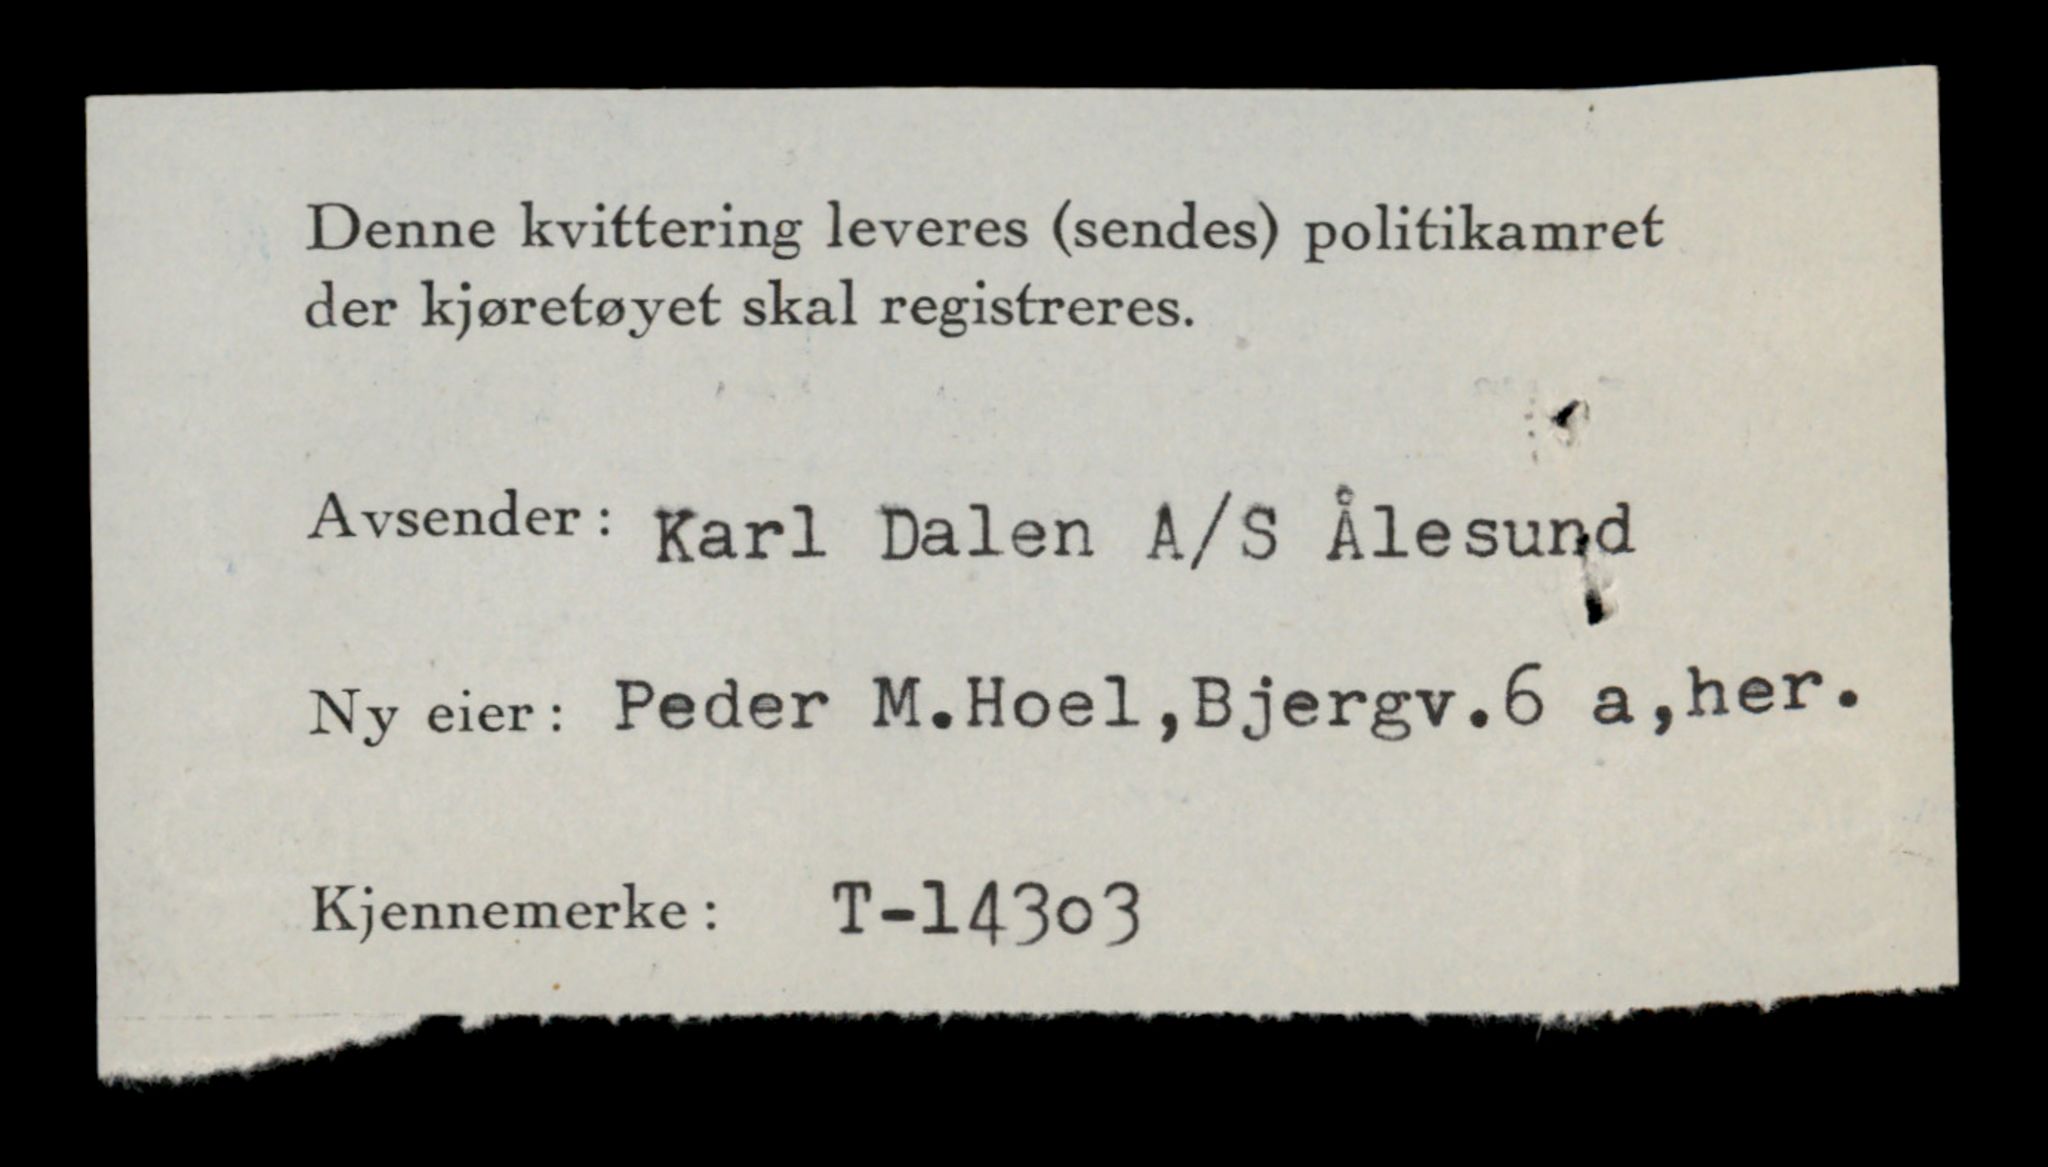 Denne kvittering leveres (sendes) politikamret
der kjøretøyet skal registreres.
Avsender: Karl Dalen A/S Ålesund
Ny eier: Peder M.Hoel,Bjergv.6 a,her.
Kjennemerke: T-14303